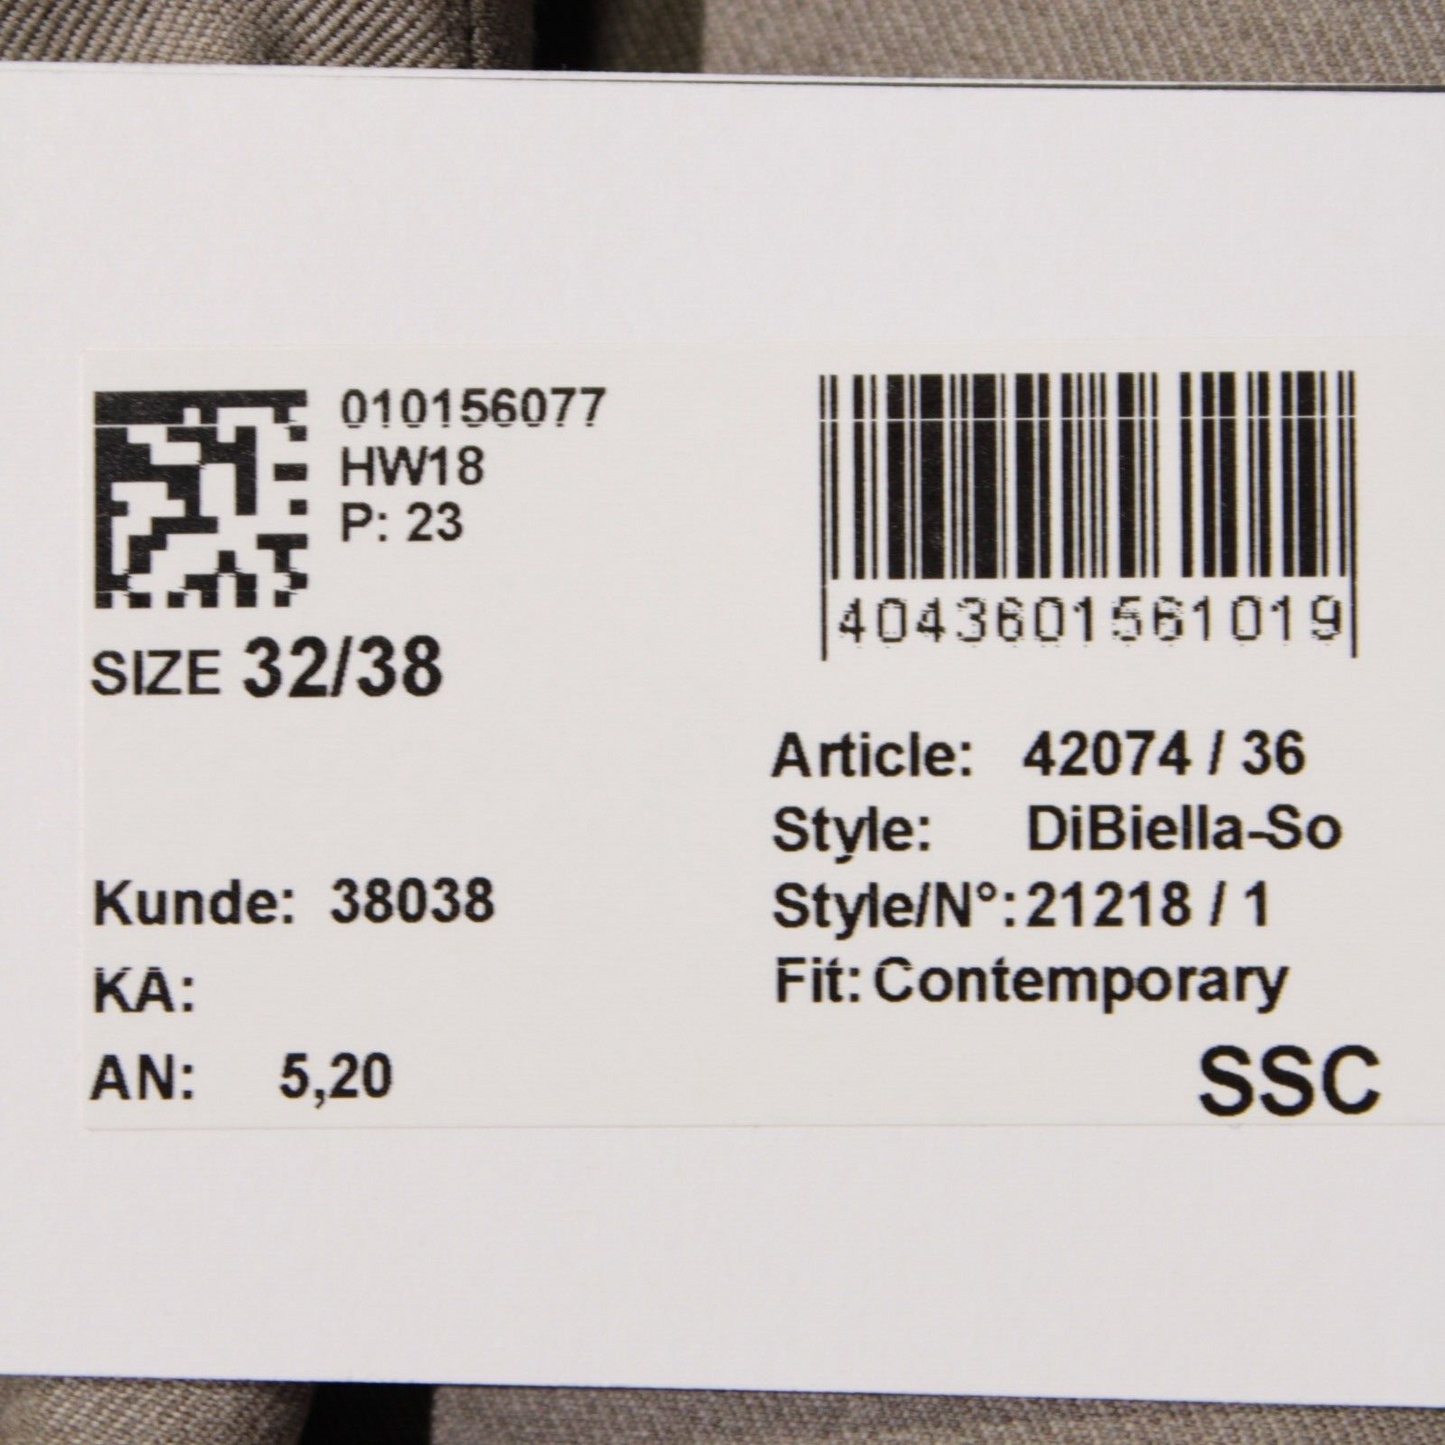 010156077
HW18
P: 23
SIZE 32/38
4043601561019
Kunde: 38038
KA:
AN: 5,20
Article: 42074 / 36
Style: DiBiella-So
Style/N°: 21218 / 1
Fit: Contemporary
SSC